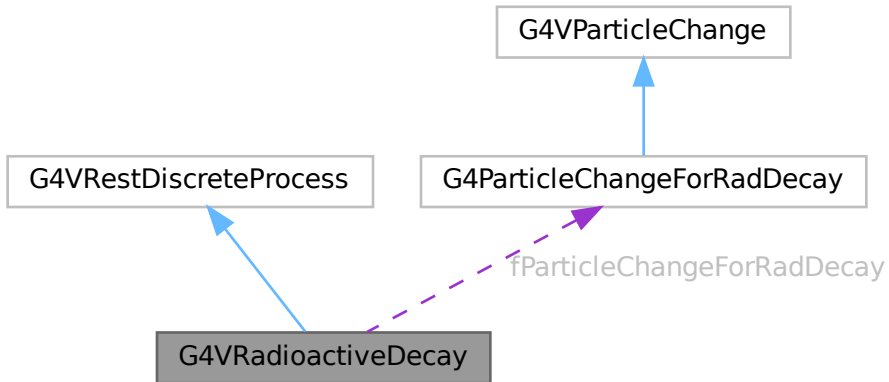 G4VParticleChange
G4VRestDiscreteProcess
G4ParticleChangeForRadDecay
fParticleChangeForRadDecay
G4VRadioactiveDecay